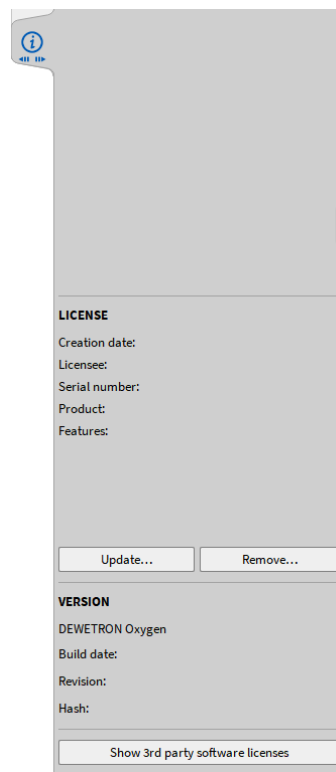 LICENSE
Creation date:
Licensee:
Serial number:
Product:
Features:
Update... Remove...
VERSION
DEWETRON Oxygen
Build date:
Revision:
Hash:
Show 3rd party software licenses